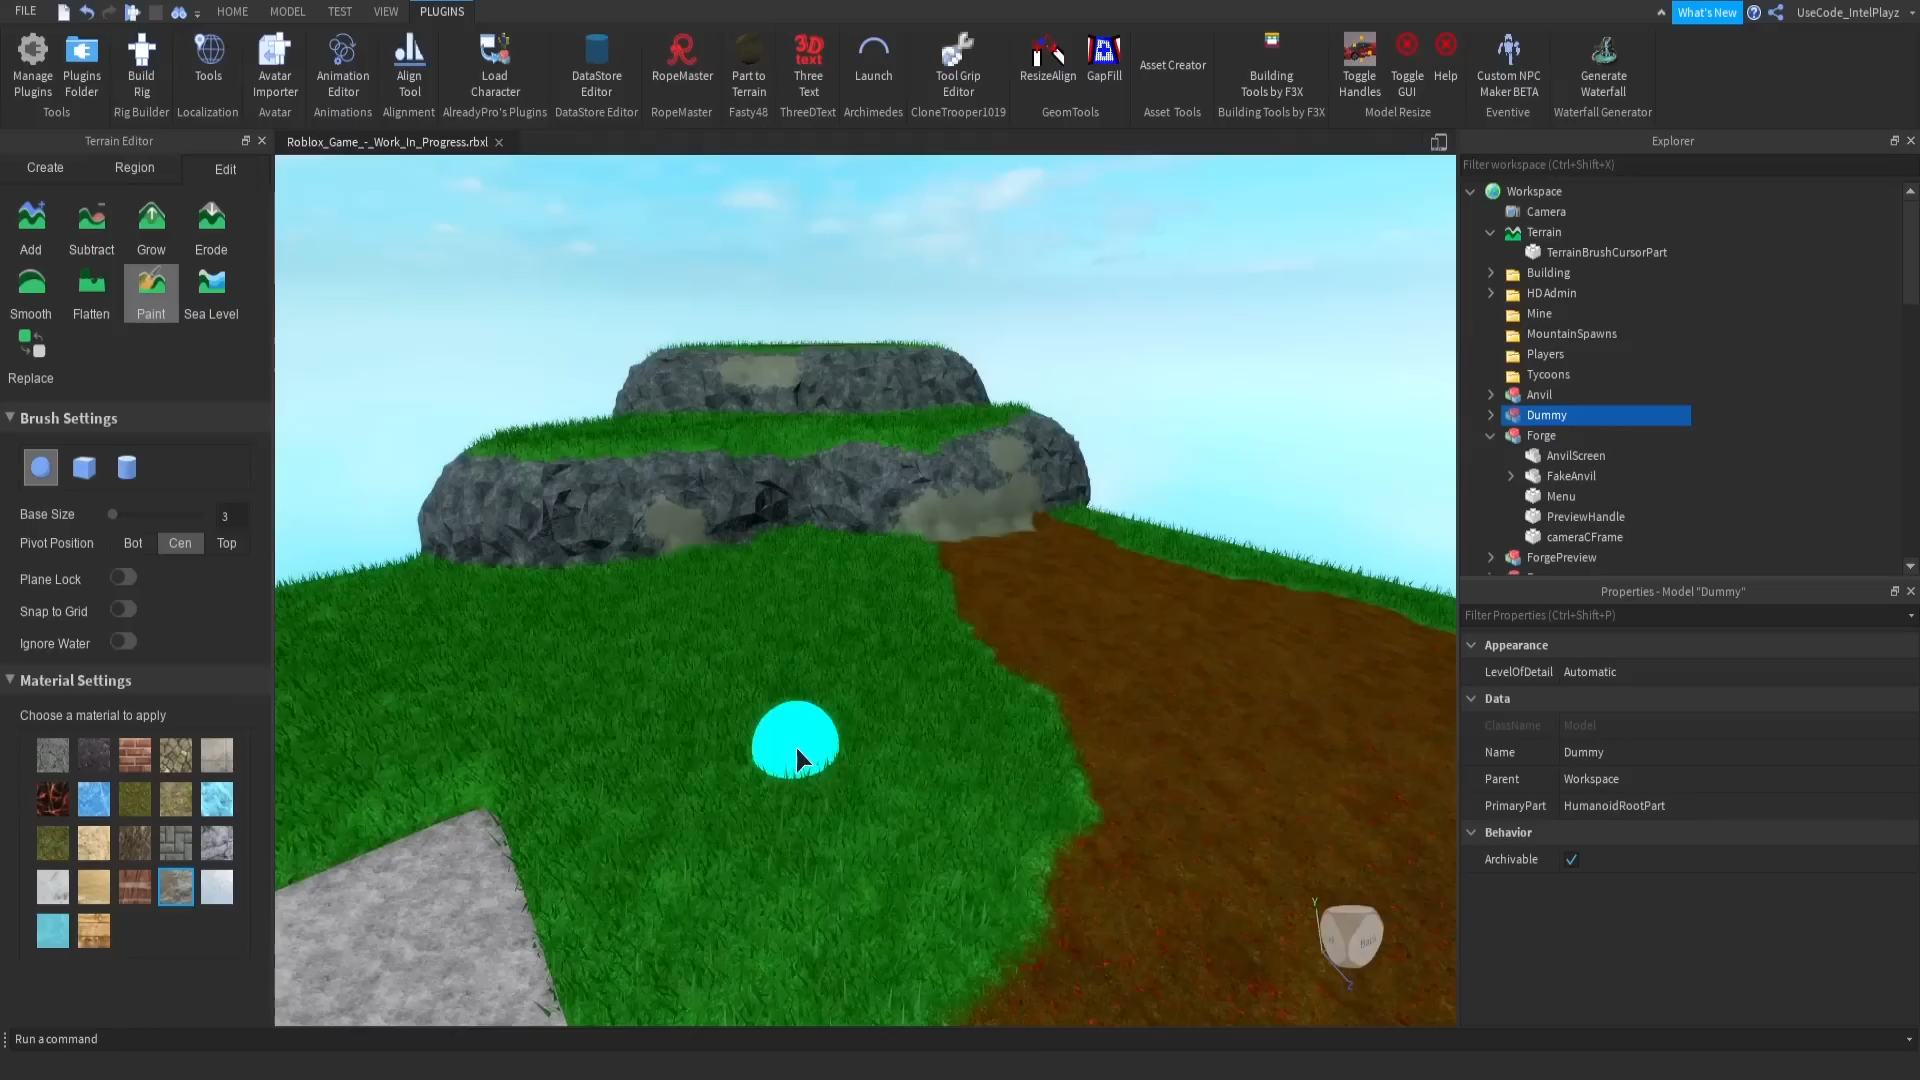 FILE HOME MODEL TEST VIEW PLUGINS What's New UseCode_IntelPlayz
Manage Plugins
Plugins Folder
Build Rig
Tools
Avatar Importer
Animation Editor
Align Tool
Load Character
DataStore Editor
RopeMaster
Part to Terrain
3D text
Three Text
Launch
Tool Grip Editor
ResizeAlign
GapFill
Asset Creator
Building Tools by F3X
Toggle Handles
Toggle GUI
Help
Custom NPC Maker BETA
Generate Waterfall
Tools Rig Builder Localization Avatar Animations Alignment AlreadyPro's Plugins DataStore Editor RopeMaster Fasty48 ThreeDText Archimedes CloneTrooper1019 GeomTools Asset Tools Building Tools by F3X Model Resize Eventive Waterfall Generator
Terrain Editor
Roblox_Game_-_Work_In_Progress.rbxl
Create Region Edit
Add Subtract Grow Erode
Smooth Flatten Paint Sea Level
Replace
Brush Settings
Base Size 3
Pivot Position Bot Cen Top
Plane Lock
Snap to Grid
Ignore Water
Material Settings
Choose a material to apply
Y
Back
Z
Explorer
Filter workspace (Ctrl+Shift+X)
Workspace
Camera
Terrain
TerrainBrushCursorPart
Building
HD Admin
Mine
MountainSpawns
Players
Tycoons
Anvil
Dummy
Forge
AnvilScreen
FakeAnvil
Menu
PreviewHandle
cameraCFrame
ForgePreview
Properties - Model "Dummy"
Filter Properties (Ctrl+Shift+P)
Appearance
LevelOfDetail Automatic
Data
ClassName Model
Name Dummy
Parent Workspace
PrimaryPart HumanoidRootPart
Behavior
Archivable
Run a command